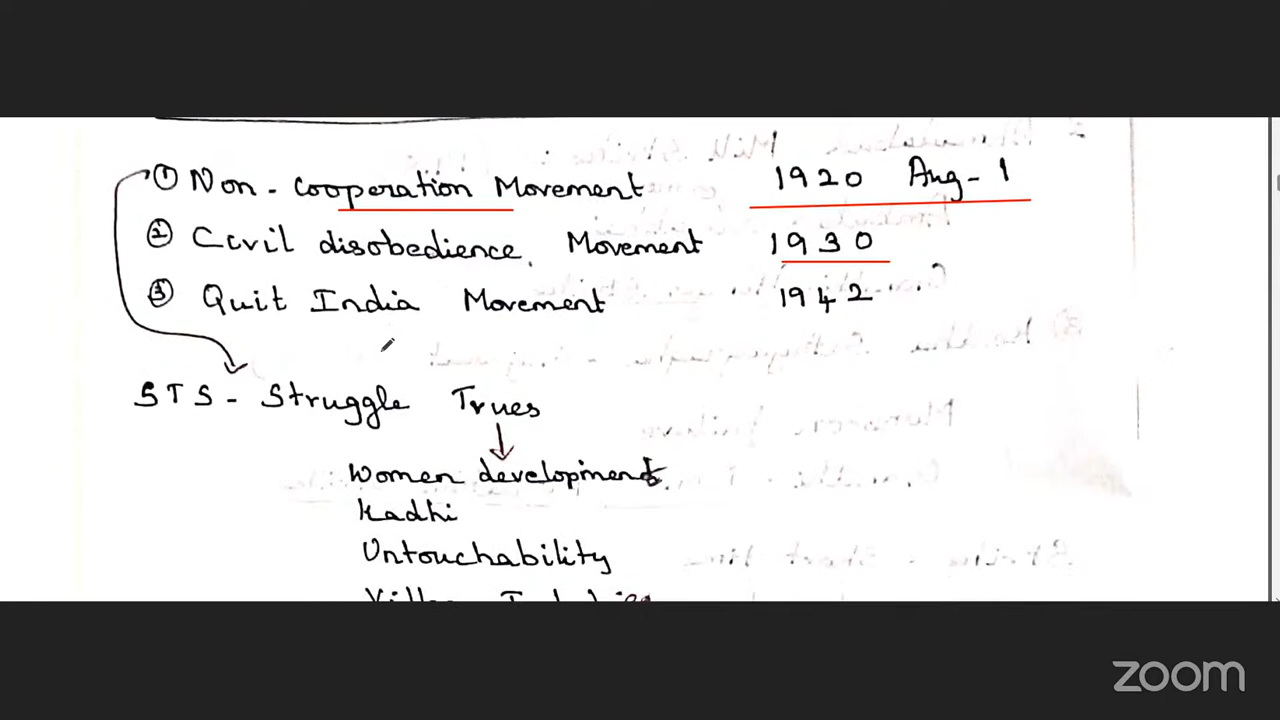 ① Non-cooperation Movement 1920 Aug-1
② Civil disobedience Movement 1930
③ Quit India Movement 1942
STS - Struggle Trues
Women development
Kadhi
Untouchability
zoom